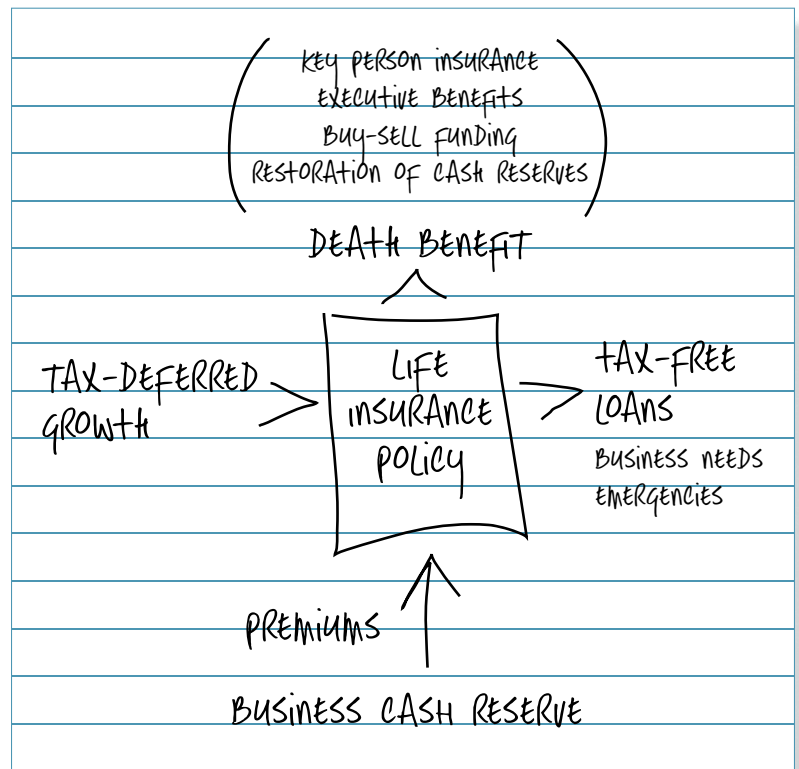 KEY PERSON INSURANCE
EXECUTIVE BENEFITS
BUY-SELL FUNDING
RESTORATION OF CASH RESERVES
DEATH BENEFIT
TAX-DEFERRED
GROWTH
LIFE
INSURANCE
POLICY
TAX-FREE
LOANS
BUSINESS NEEDS
EMERGENCIES
PREMIUMS
BUSINESS CASH RESERVE